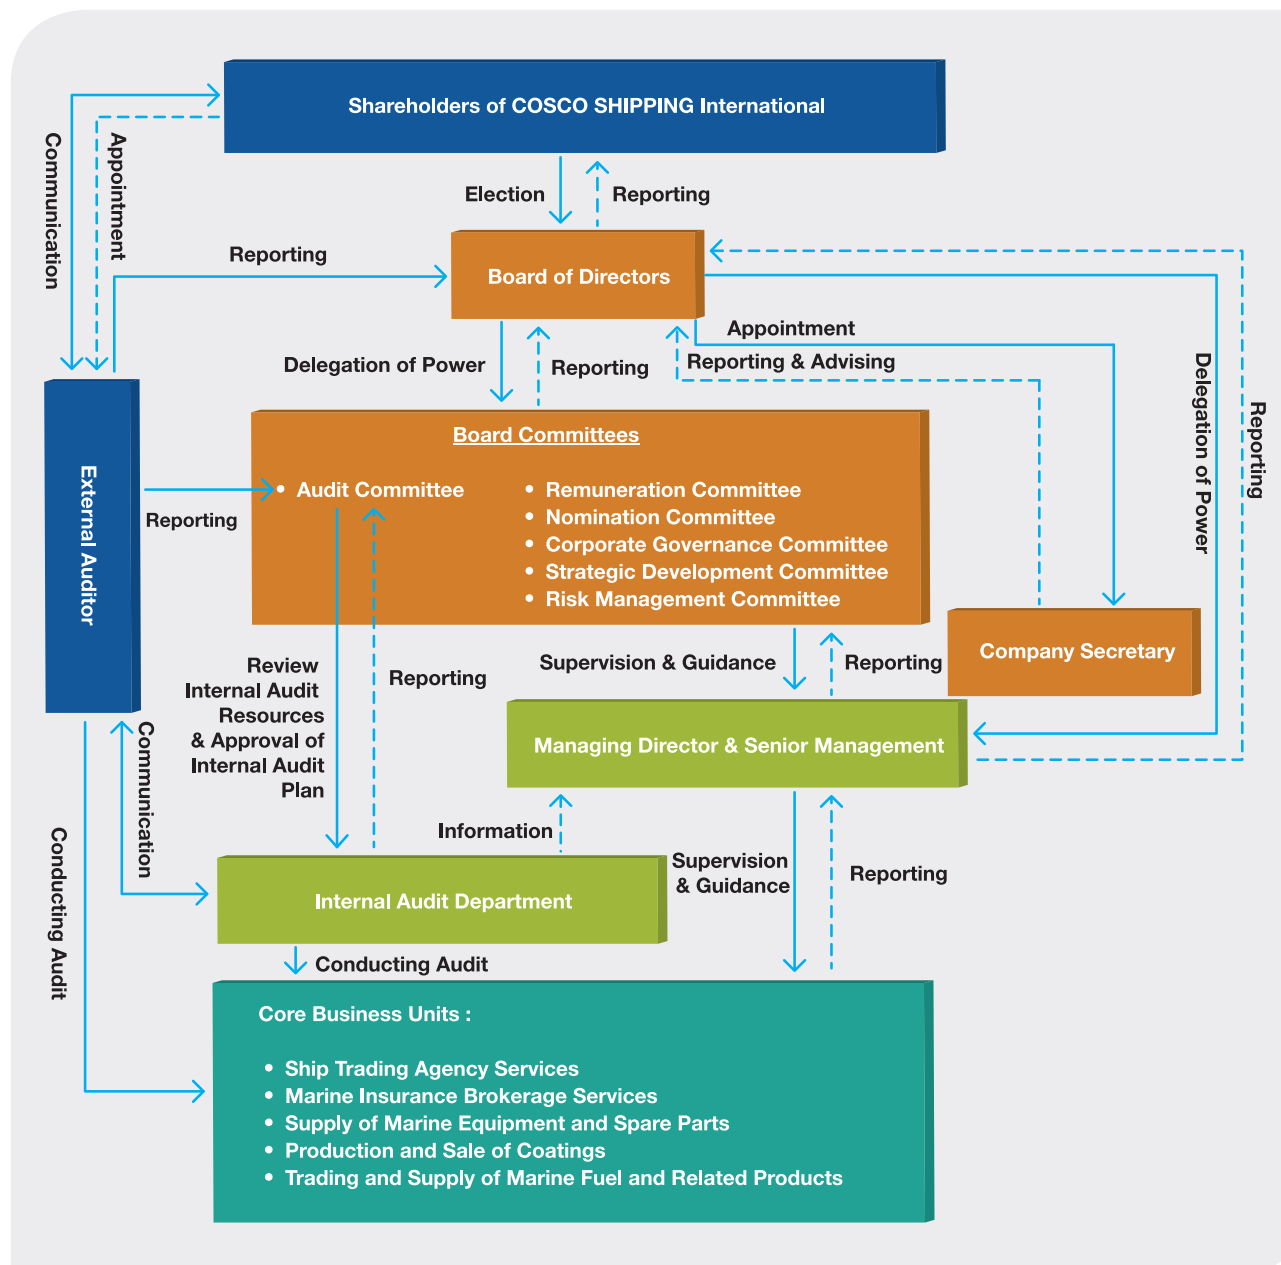 Shareholders of COSCO SHIPPING International
Communication
Appointment
Election
Reporting
Reporting
Board of Directors
Appointment
Reporting & Advising
Delegation of Power
Reporting
Delegation of Power
Reporting
External Auditor
Board Committees
• Audit Committee
• Remuneration Committee
• Nomination Committee
• Corporate Governance Committee
• Strategic Development Committee
• Risk Management Committee
Reporting
Company Secretary
Review
Internal Audit
Resources
& Approval of
Internal Audit
Plan
Reporting
Supervision & Guidance
Reporting
Managing Director & Senior Management
Communication
Information
Supervision
& Guidance
Reporting
Internal Audit Department
Conducting Audit
Conducting Audit
Core Business Units :
• Ship Trading Agency Services
• Marine Insurance Brokerage Services
• Supply of Marine Equipment and Spare Parts
• Production and Sale of Coatings
• Trading and Supply of Marine Fuel and Related Products